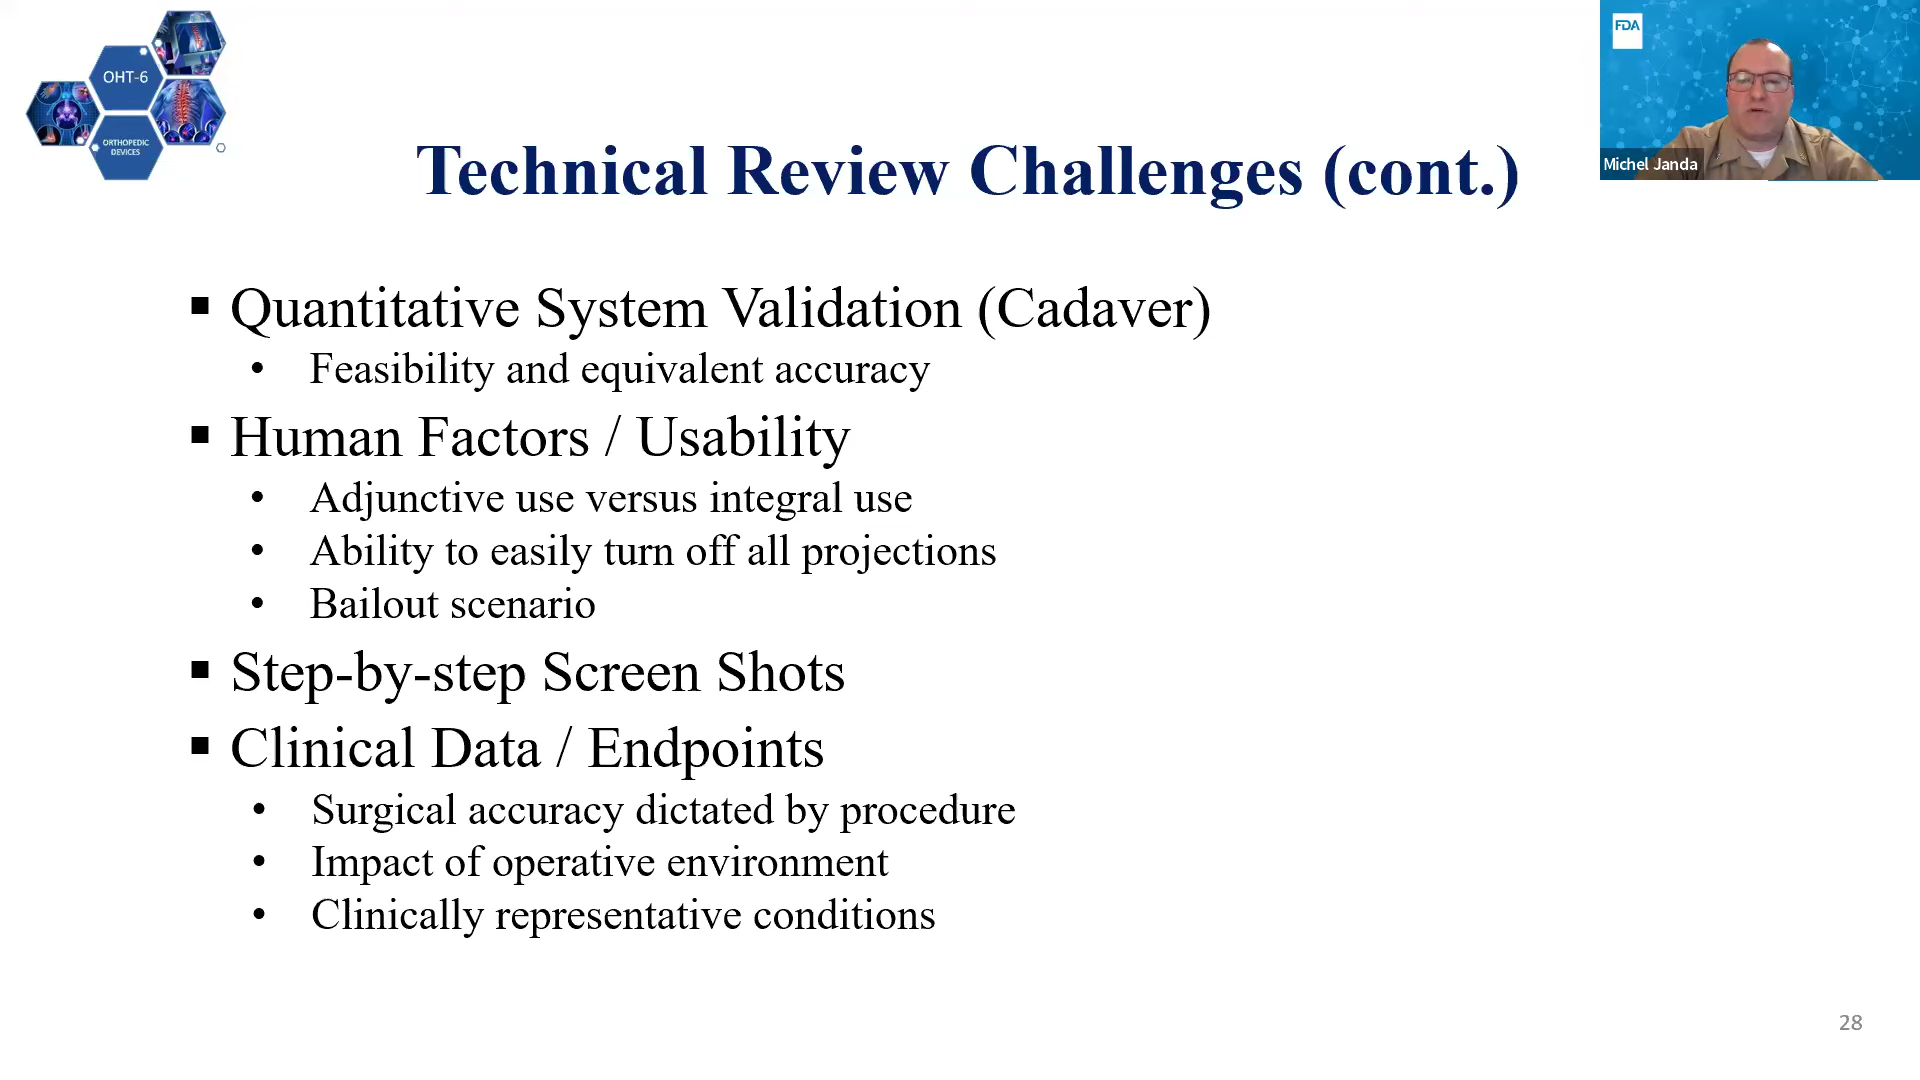 OHT-6
ORTHOPEDIC
DEVICES
FDA
Michel Janda
Technical Review Challenges (cont.)
▪ Quantitative System Validation (Cadaver)
• Feasibility and equivalent accuracy
▪ Human Factors / Usability
• Adjunctive use versus integral use
• Ability to easily turn off all projections
• Bailout scenario
▪ Step-by-step Screen Shots
▪ Clinical Data / Endpoints
• Surgical accuracy dictated by procedure
• Impact of operative environment
• Clinically representative conditions
28